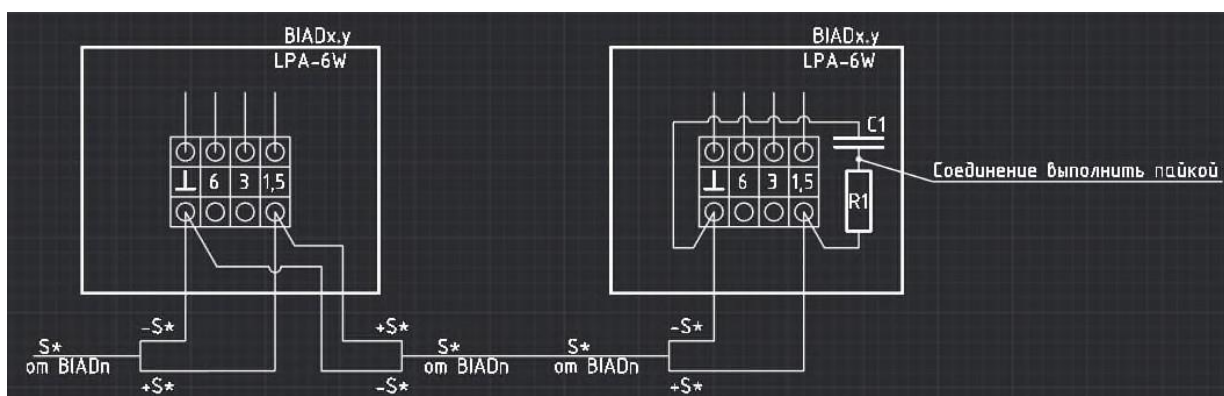 BIADx.y
LPA-6W
⊥ 6 3 1,5
-S*
S*
от BIADn
+S*
+S*
S*
от BIADn
-S*
BIADx.y
LPA-6W
C1
⊥ 6 3 1,5
R1
Соединение выполнить пайкой
S*
от BIADn
-S*
+S*